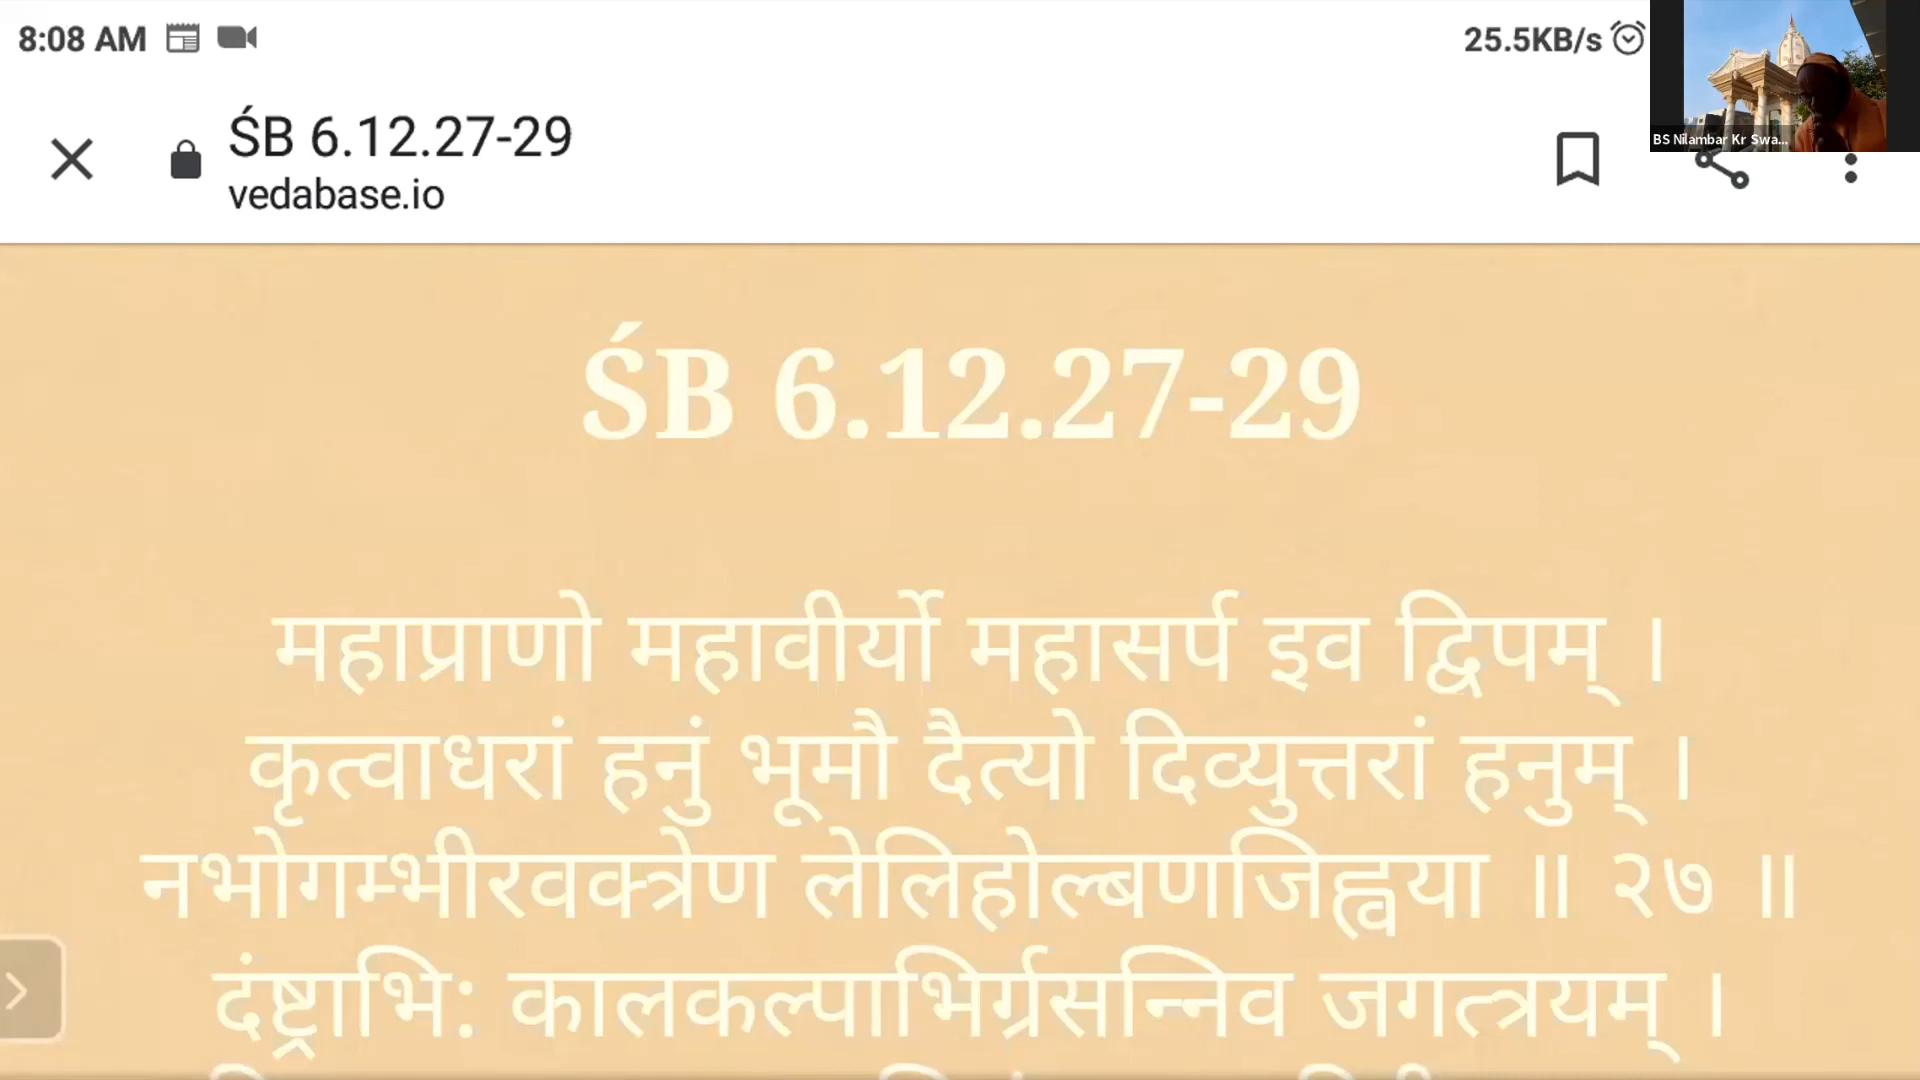 8:08 AM
25.5KB/s
BS Nilambar Kr Swa...
ŚB 6.12.27-29
vedabase.io
ŚB 6.12.27-29
महाप्राणो महावीर्यो महासर्प इव द्विपम् ।
कृत्वाधरां हनुं भूमौ दैत्यो दिव्युत्तरां हनुम् ।
नभोगम्भीरवक्त्रेण लेलिहोल्बणजिह्वया ॥ २७ ॥
दंष्ट्राभि: कालकल्पाभिर्ग्रसन्निव जगत्त्रयम् ।